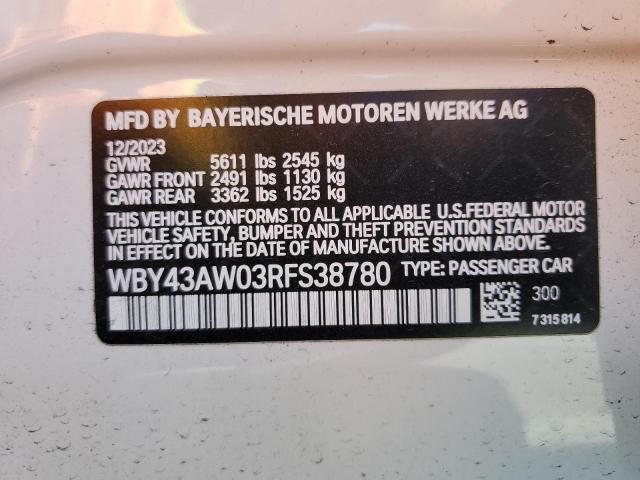 MFD BY BAYERISCHE MOTOREN WERKE AG
12/2023
GVWR 5611 lbs 2545 kg
GAWR FRONT 2491 lbs 1130 kg
GAWR REAR 3362 lbs 1525 kg
THIS VEHICLE CONFORMS TO ALL APPLICABLE U.S.FEDERAL MOTOR
VEHICLE SAFETY, BUMPER AND THEFT PREVENTION STANDARDS
IN EFFECT ON THE DATE OF MANUFACTURE SHOWN ABOVE.
WBY43AW03RFS38780 TYPE: PASSENGER CAR
300
7 315 814